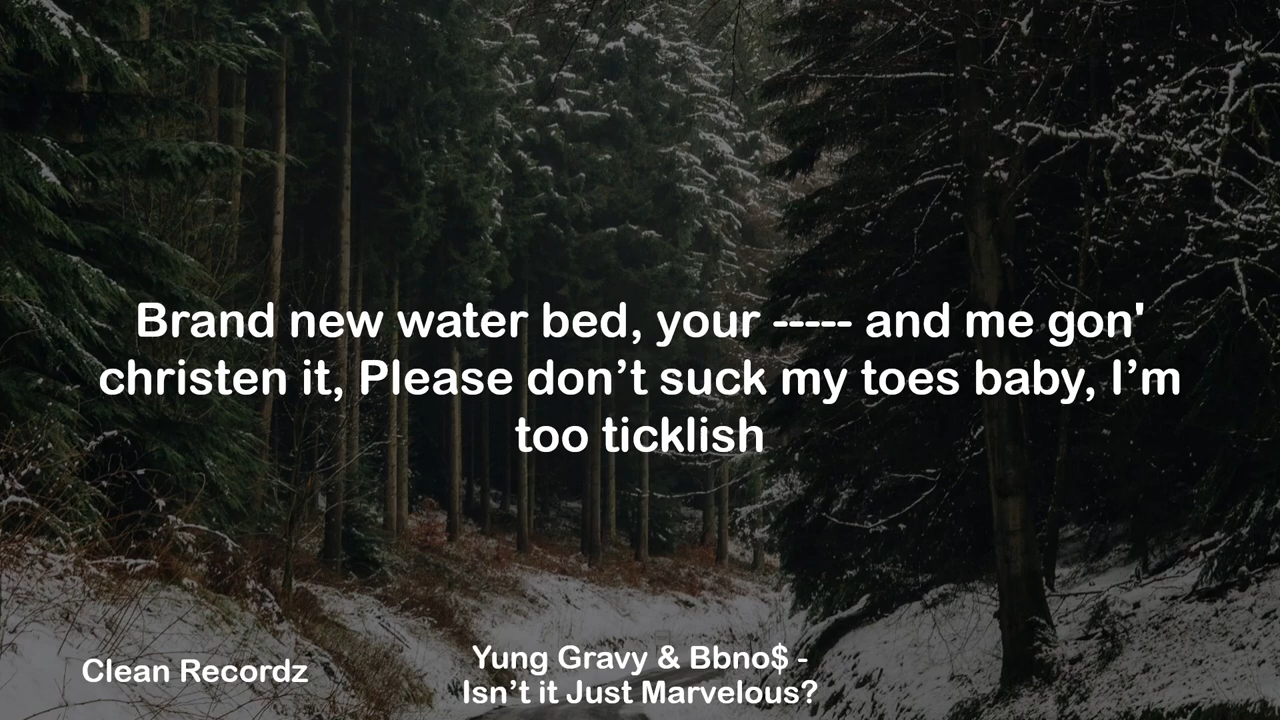 Brand new water bed, your ----- and me gon'
christen it, Please don’t suck my toes baby, I’m
too ticklish
Clean Recordz
Yung Gravy & Bbno$ -
Isn’t it Just Marvelous?